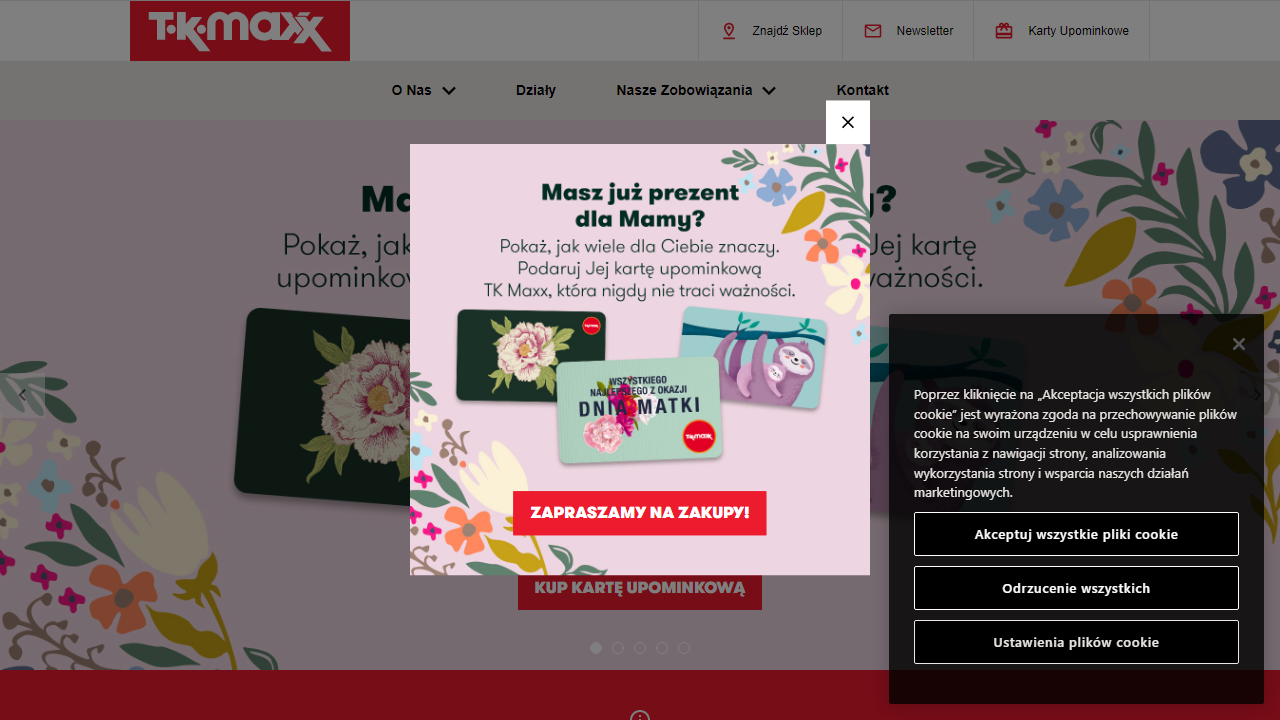 TK maxx
Znajdź Sklep
Newsletter
Karty Upominkowe
O Nas
Działy
Nasze Zobowiązania
Kontakt
Masz już prezent
dla Mamy?
Pokaż, jak wiele dla Ciebie znaczy.
Podaruj Jej kartę upominkową
TK Maxx, która nigdy nie traci ważności.
WSZYSTKIEGO
NAJLEPSZEGO Z OKAZJI
DNIA MATKI
TK maxx
ZAPRASZAMY NA ZAKUPY!
Ma
y?
Pokaż, jak
Jej kartę
upominkow
ważności.
KUP KARTĘ UPOMINKOWĄ
Poprzez kliknięcie na „Akceptacja wszystkich plików
cookie” jest wyrażona zgoda na przechowywanie plików
cookie na swoim urządzeniu w celu usprawnienia
korzystania z nawigacji strony, analizowania
wykorzystania strony i wsparcia naszych działań
marketingowych.
Akceptuj wszystkie pliki cookie
Odrzucenie wszystkich
Ustawienia plików cookie